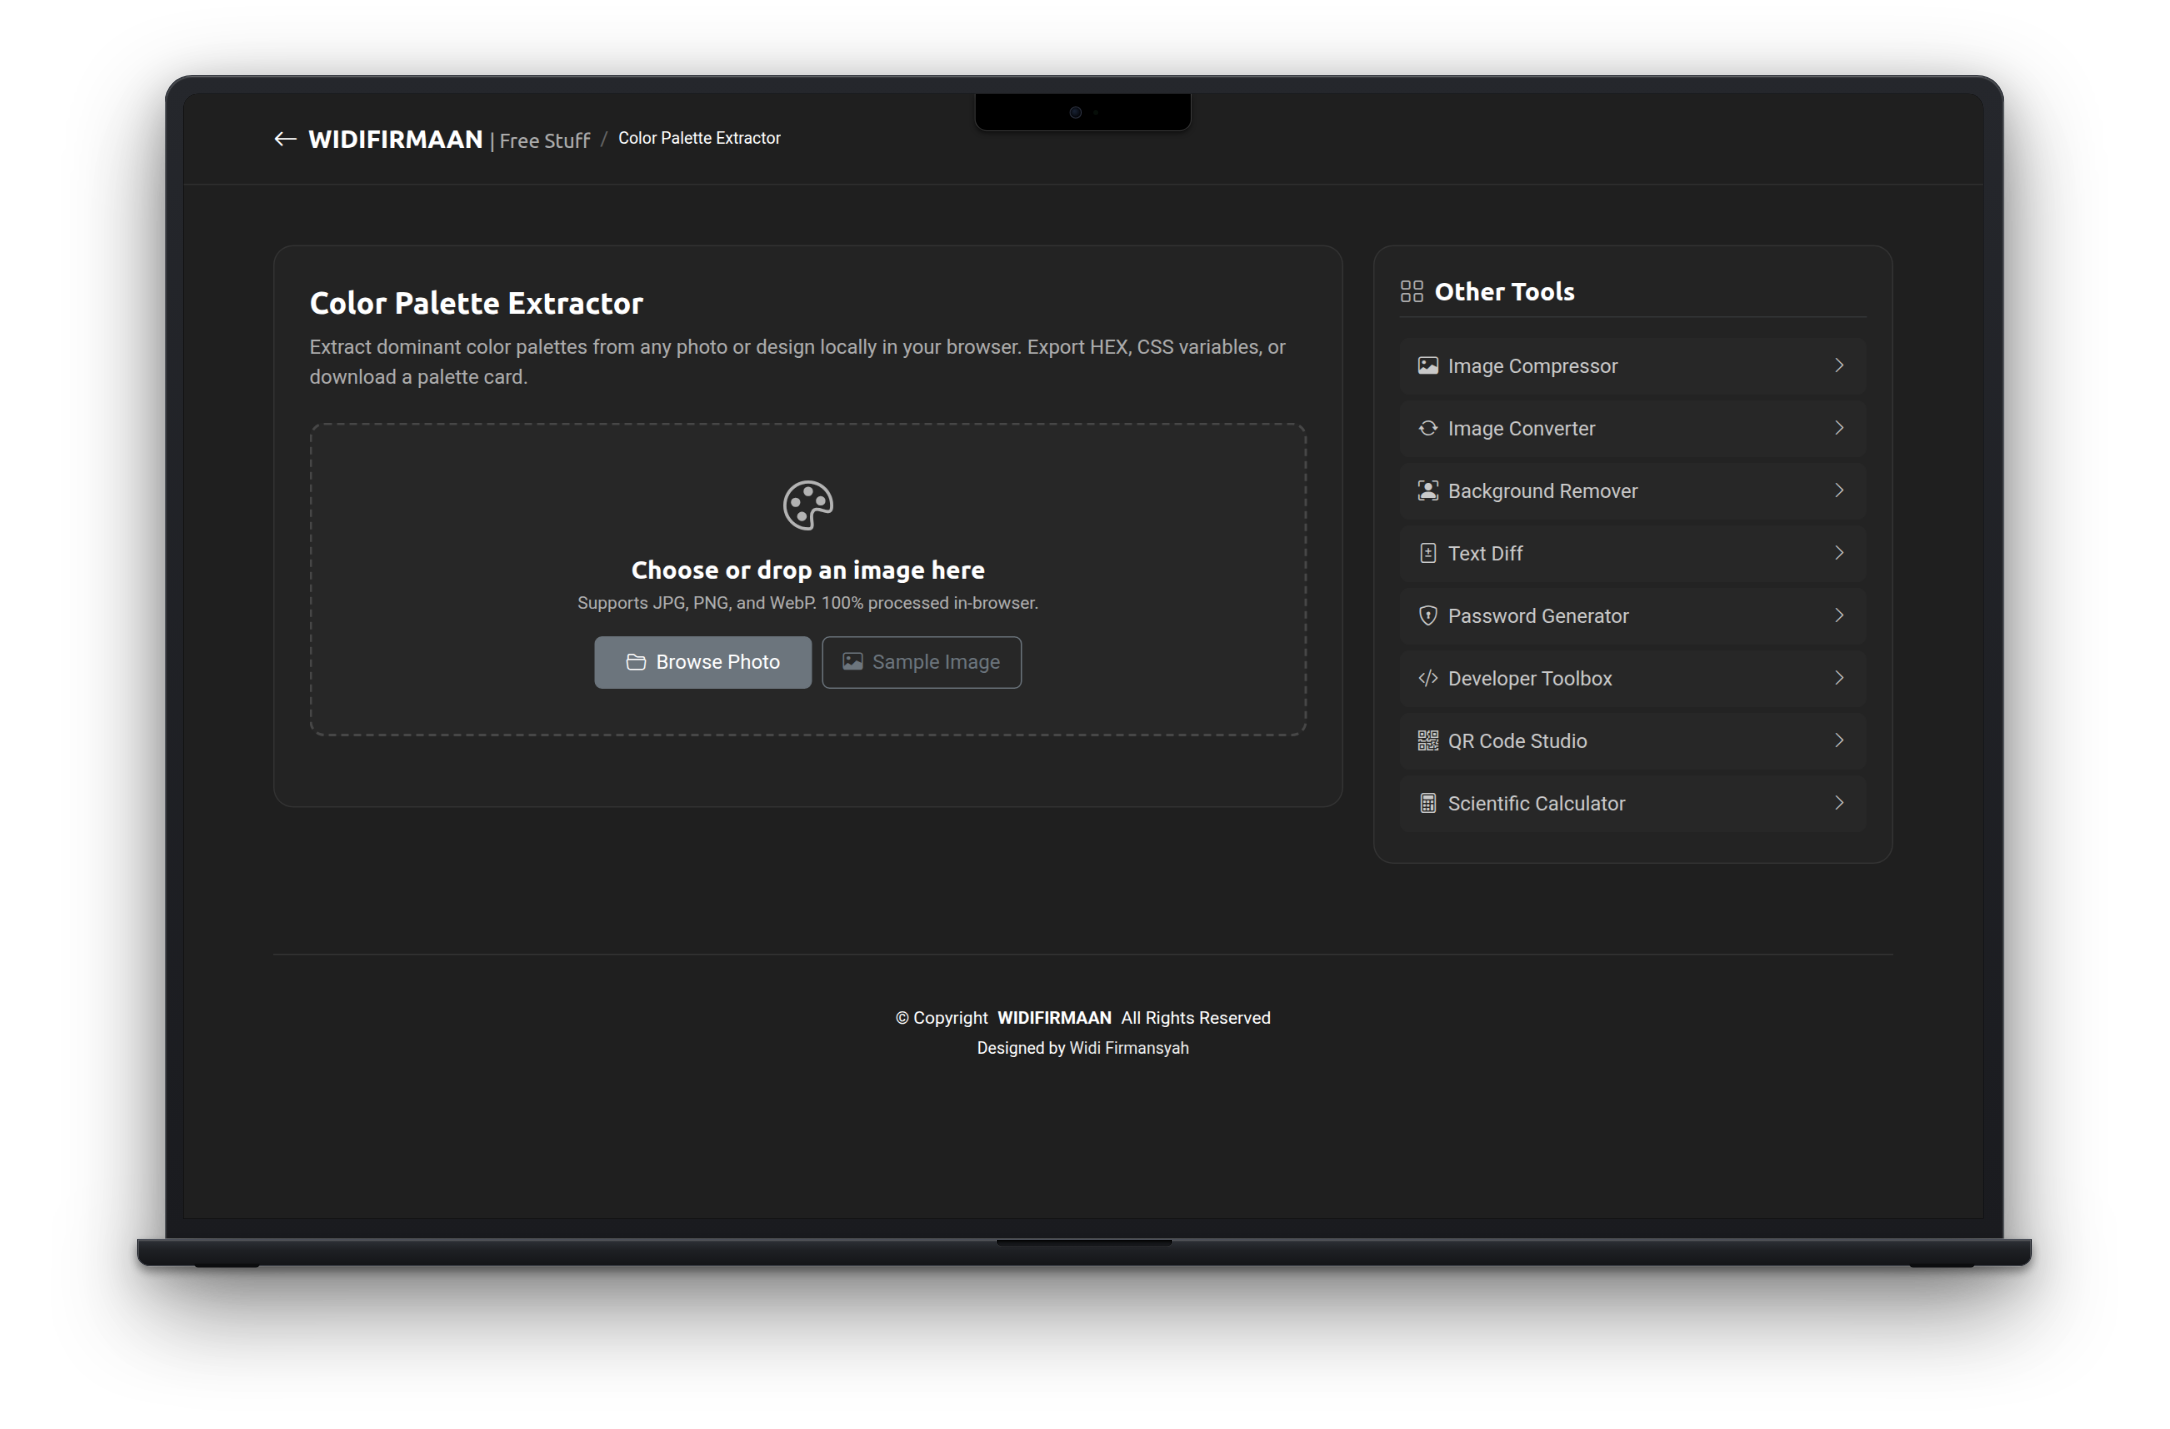 WIDIFIRMAAN | Free Stuff / Color Palette Extractor
Color Palette Extractor
Extract dominant color palettes from any photo or design locally in your browser. Export HEX, CSS variables, or
download a palette card.
Choose or drop an image here
Supports JPG, PNG, and WebP. 100% processed in-browser.
Browse Photo
Sample Image
Other Tools
Image Compressor
Image Converter
Background Remover
Text Diff
Password Generator
Developer Toolbox
QR Code Studio
Scientific Calculator
© Copyright WIDIFIRMAAN All Rights Reserved
Designed by Widi Firmansyah